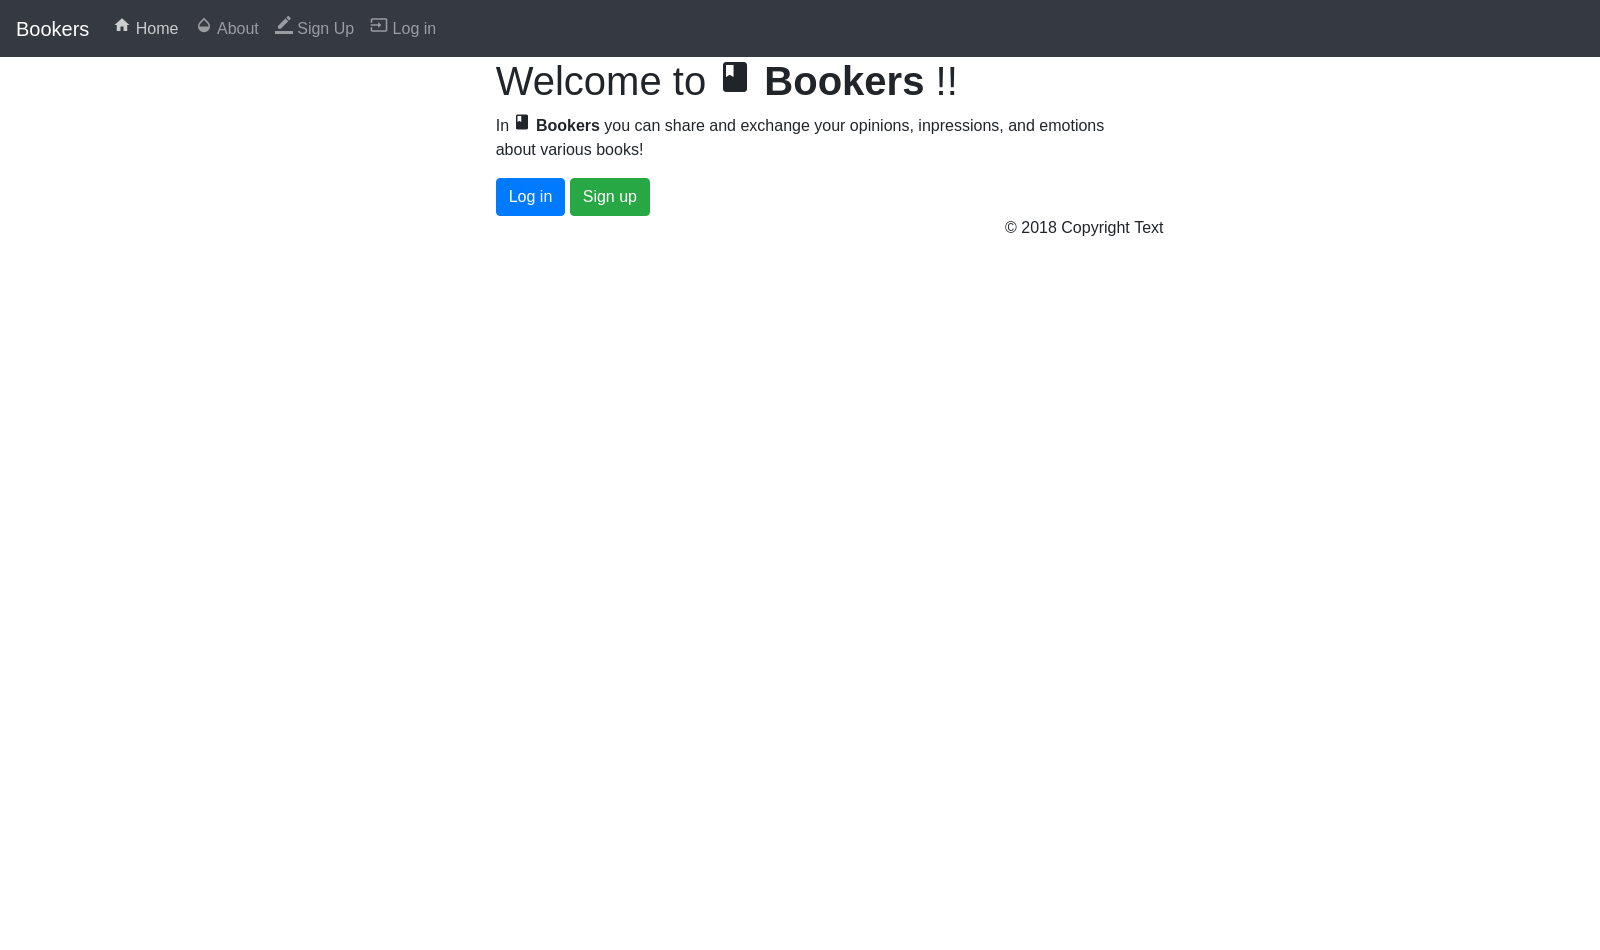 Bookers Home About Sign Up Log in
Welcome to Bookers !!
In Bookers you can share and exchange your opinions, inpressions, and emotions
about various books!
Log in Sign up
© 2018 Copyright Text